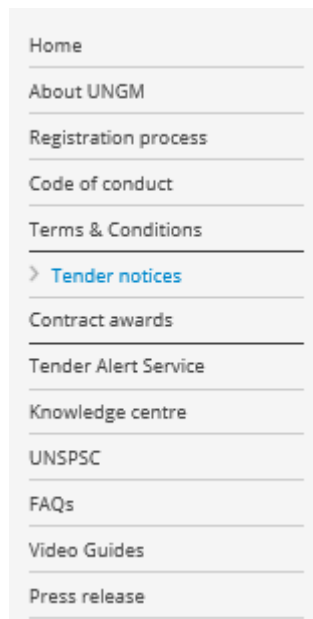 Home
About UNGM
Registration process
Code of conduct
Terms & Conditions
Tender notices
Contract awards
Tender Alert Service
Knowledge centre
UNSPSC
FAQs
Video Guides
Press release